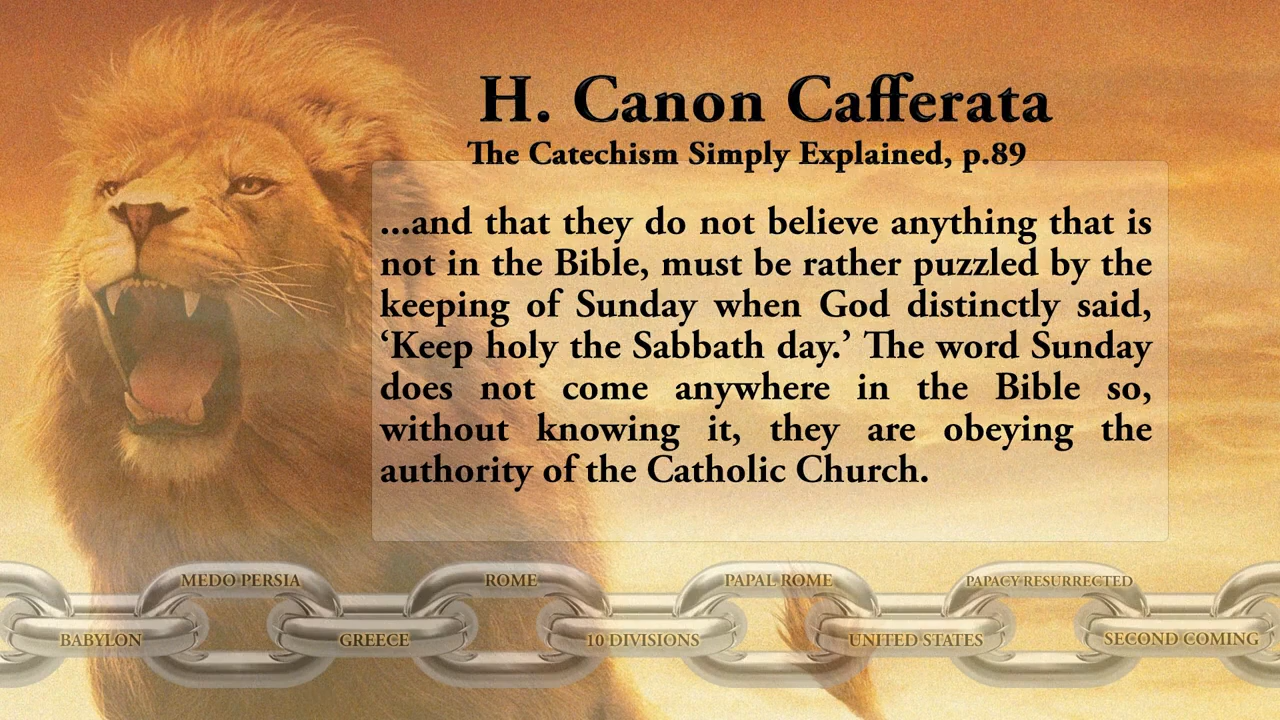 H. Canon Cafferata
The Catechism Simply Explained, p.89
...and that they do not believe anything that is
not in the Bible, must be rather puzzled by the
keeping of Sunday when God distinctly said,
‘Keep holy the Sabbath day.’ The word Sunday
does not come anywhere in the Bible so,
without knowing it, they are obeying the
authority of the Catholic Church.
MEDO PERSIA ROME PAPAL ROME PAPACY RESURRECTED
BABYLON GREECE 10 DIVISIONS UNITED STATES SECOND COMING